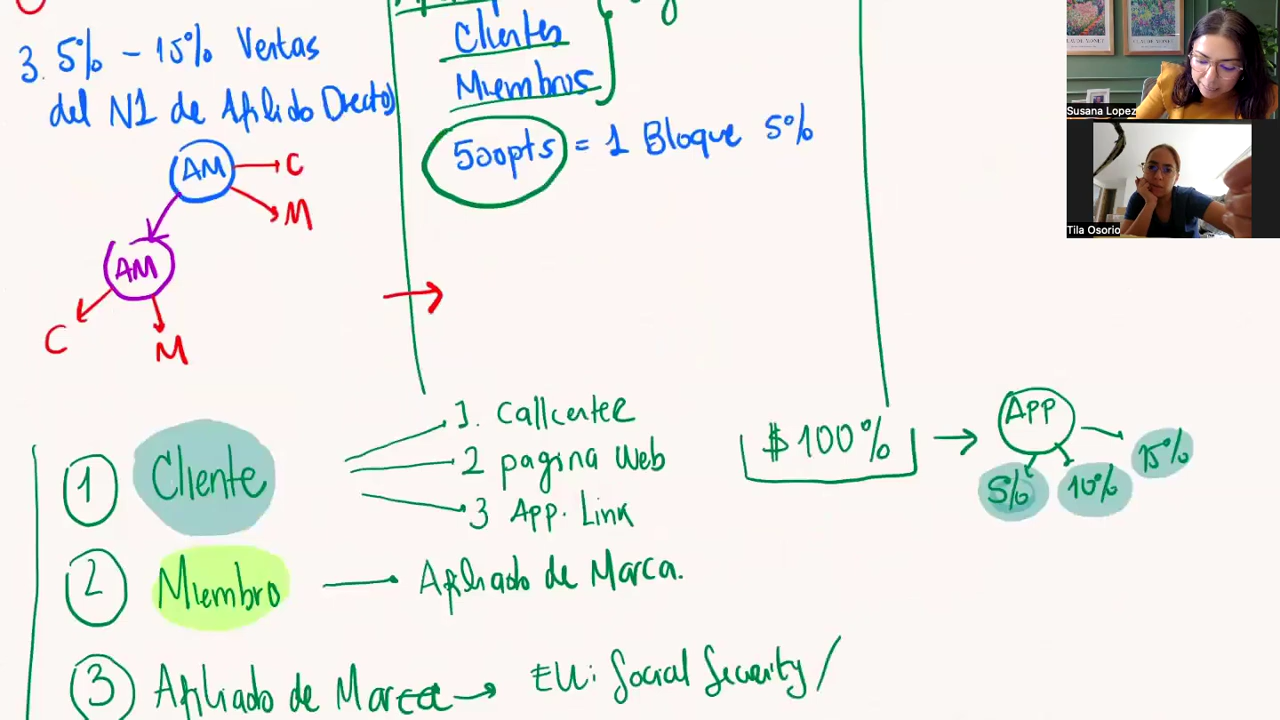 Clientes
Miembros
500pts = 1 Bloque 5%
3. 5% - 15% Ventas
del N1 de Afiliado Directo
AM
C
M
AM
C
M
1 Cliente
1. Callcenter
2 pagina Web
3 App. Link
$100%
APP
5%
10%
15%
2 Miembro
Afiliado de Marca.
3 Afiliado de Marca
EU: Social Security /
Susana Lopez
Tila Osorio